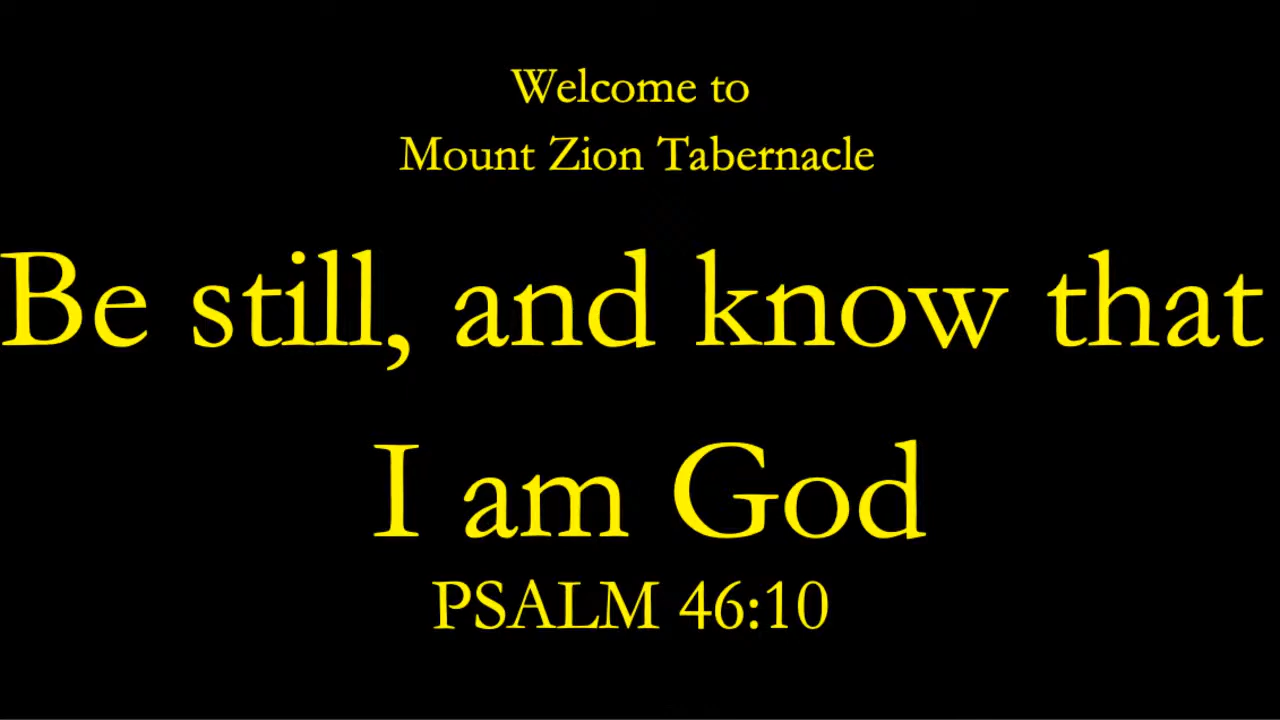 Welcome to
Mount Zion Tabernacle
Be still, and know that
I am God
PSALM 46:10